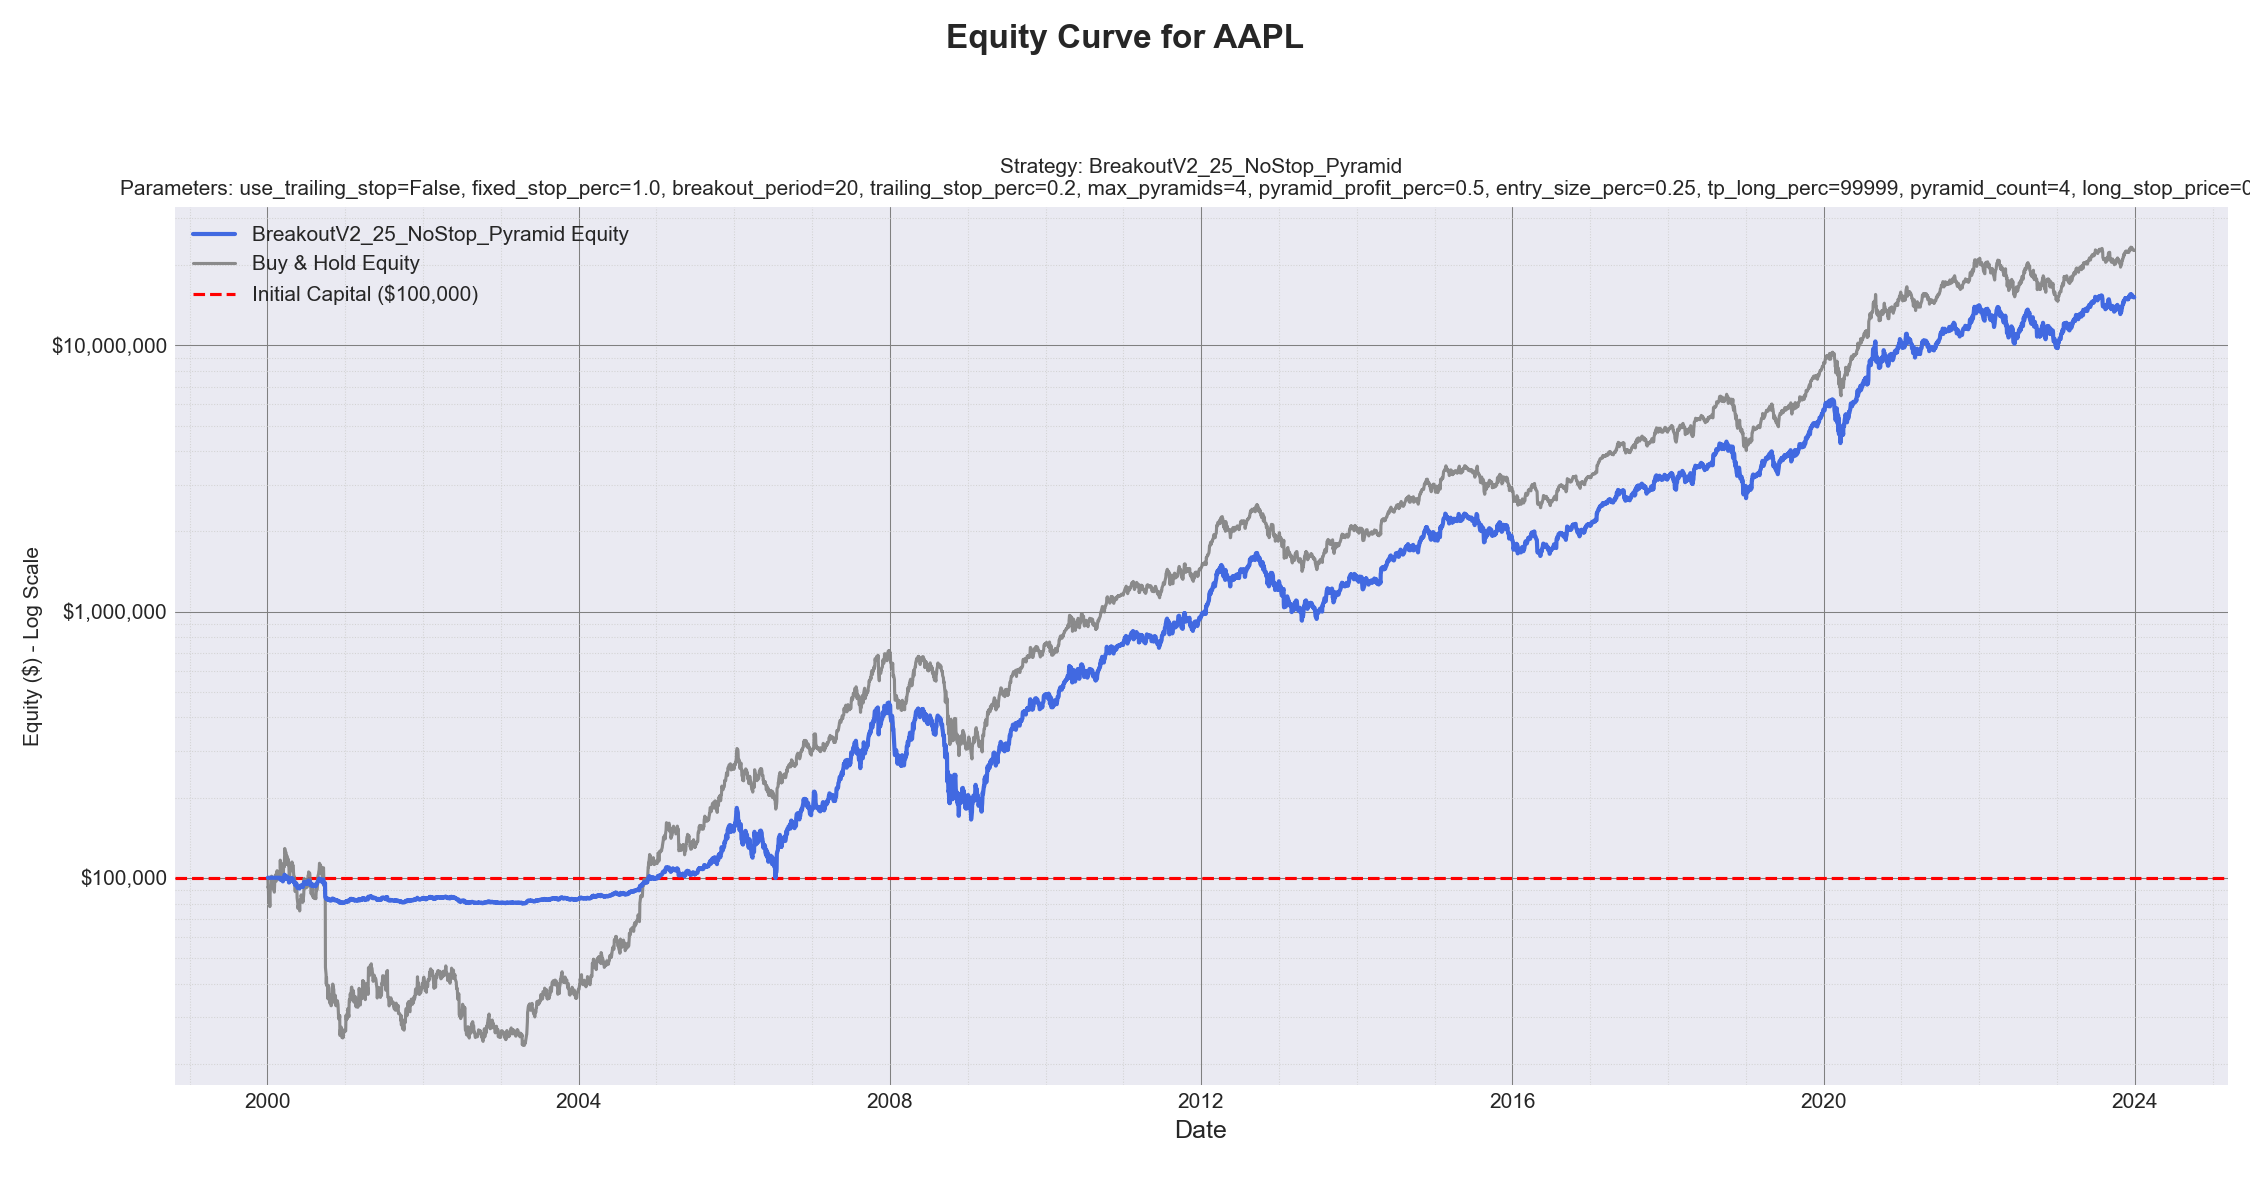 Equity Curve for AAPL
Strategy: BreakoutV2_25_NoStop_Pyramid
Parameters: use_trailing_stop=False, fixed_stop_perc=1.0, breakout_period=20, trailing_stop_perc=0.2, max_pyramids=4, pyramid_profit_perc=0.5, entry_size_perc=0.25, tp_long_perc=99999, pyramid_count=4, long_stop_price=0
BreakoutV2_25_NoStop_Pyramid Equity
Buy & Hold Equity
Initial Capital ($100,000)
Equity ($) - Log Scale
$10,000,000
$1,000,000
$100,000
2000 2004 2008 2012 2016 2020 2024
Date